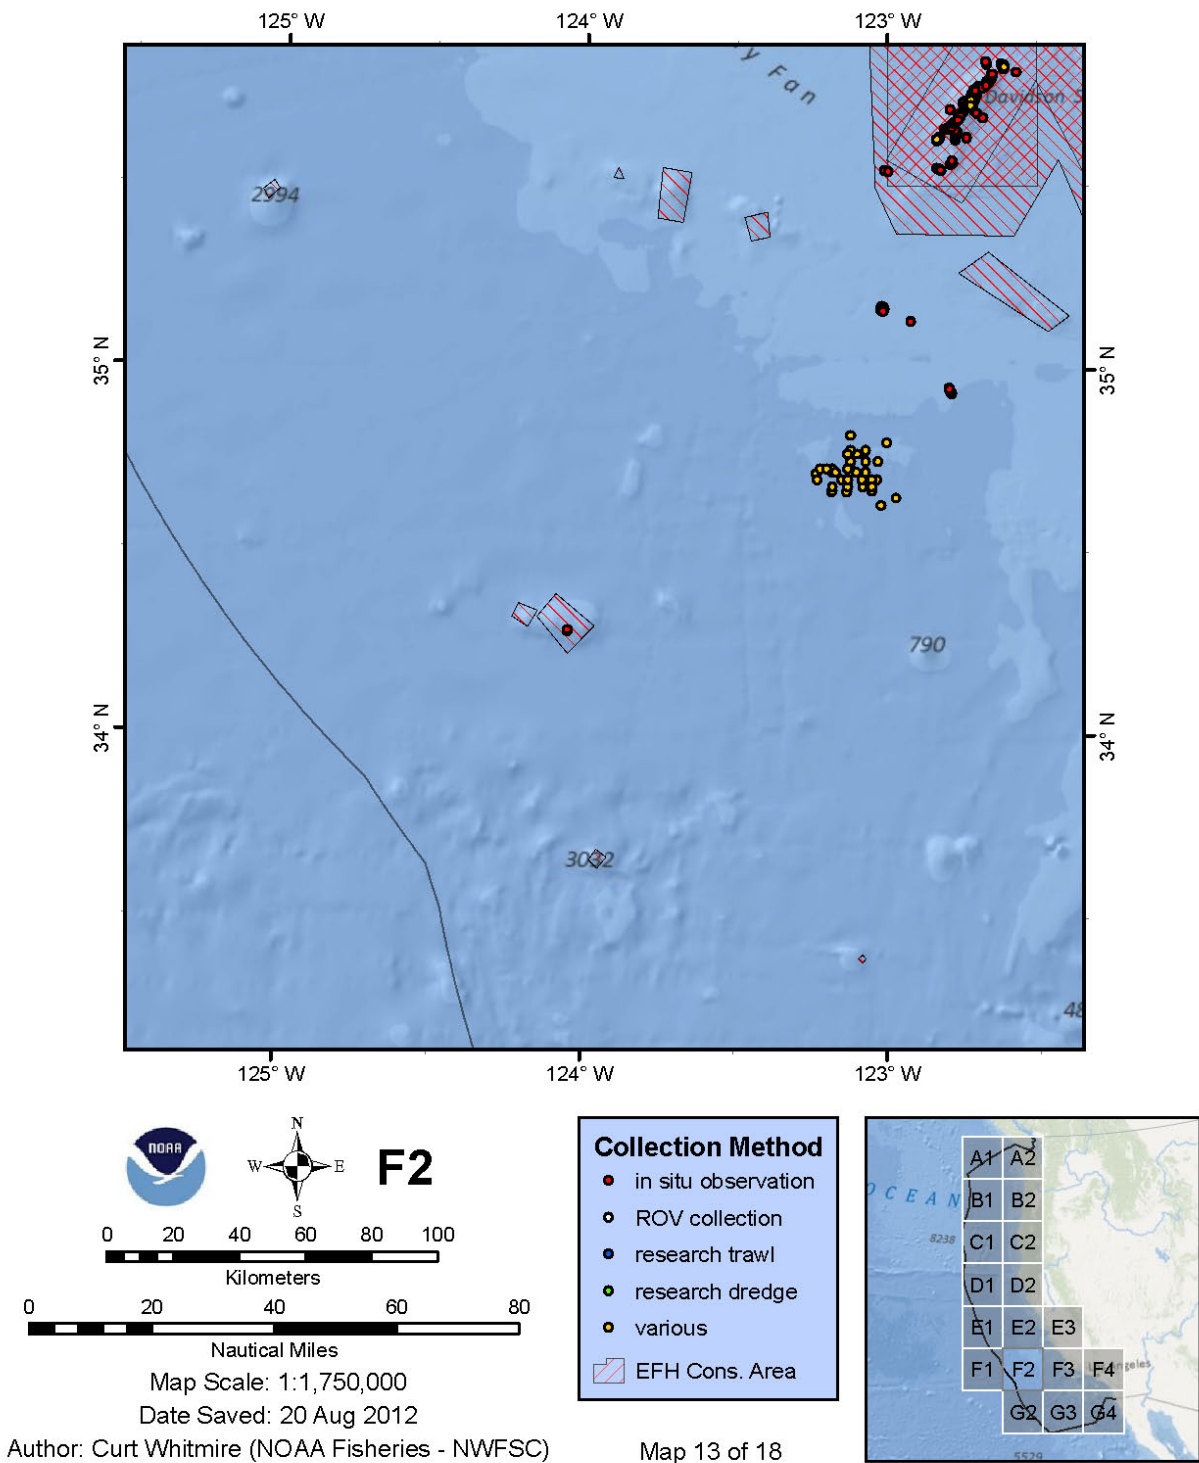 125° W 124° W 123° W
y Fan
Davidson S
2994
35° N
35° N
790
34° N
34° N
3032
48
125° W 124° W 123° W
NOAA
N
W E
S
F2
0 20 40 60 80 100
Kilometers
0 20 40 60 80
Nautical Miles
Map Scale: 1:1,750,000
Date Saved: 20 Aug 2012
Author: Curt Whitmire (NOAA Fisheries - NWFSC)
Collection Method
in situ observation
ROV collection
research trawl
research dredge
various
EFH Cons. Area
Map 13 of 18
A1 A2
OCEAN B1 B2
8238 C1 C2
D1 D2
E1 E2 E3
F1 F2 F3 F4 Angeles
G2 G3 G4
5529